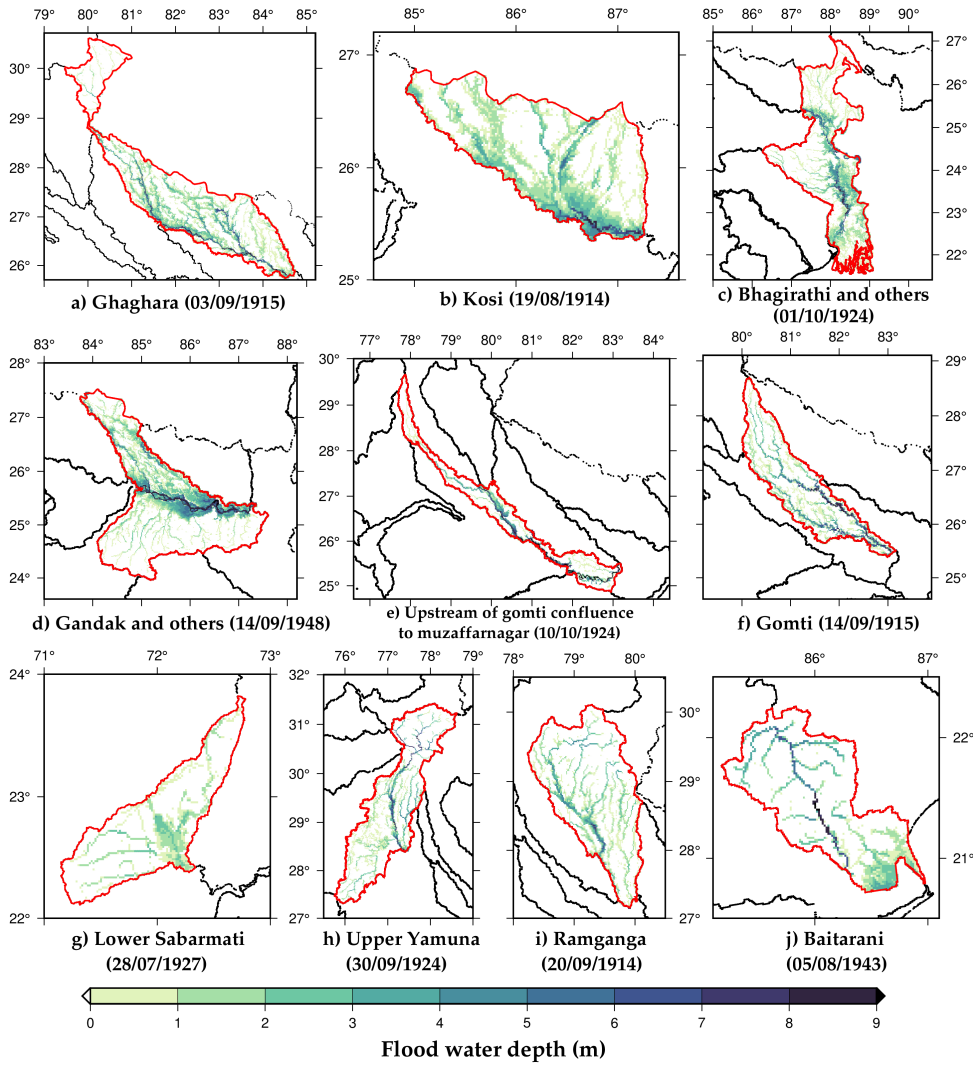 79° 80° 81° 82° 83° 84° 85°
30°
29°
28°
27°
26°
a) Ghaghara (03/09/1915)
85° 86° 87°
27°
26°
25°
b) Kosi (19/08/1914)
85° 86° 87° 88° 89° 90°
26°
25°
24°
23°
22°
c) Bhagirathi and others
(01/10/1924)
83° 84° 85° 86° 87° 88°
28°
27°
26°
25°
24°
d) Gandak and others (14/09/1948)
77° 78° 79° 80° 81° 82° 83° 84°
30°
29°
28°
27°
26°
25°
e) Upstream of gomti confluence
to muzaffarnagar (10/10/1924)
80° 81° 82° 83°
29°
28°
27°
26°
25°
f) Gomti (14/09/1915)
71° 72° 73°
24°
23°
22°
g) Lower Sabarmati
(28/07/1927)
76° 77° 78° 79°
32°
31°
30°
29°
28°
27°
h) Upper Yamuna
(30/09/1924)
78° 79° 80°
30°
29°
28°
27°
i) Ramganga
(20/09/1914)
86° 87°
22°
21°
j) Baitarani
(05/08/1943)
0 1 2 3 4 5 6 7 8 9
Flood water depth (m)